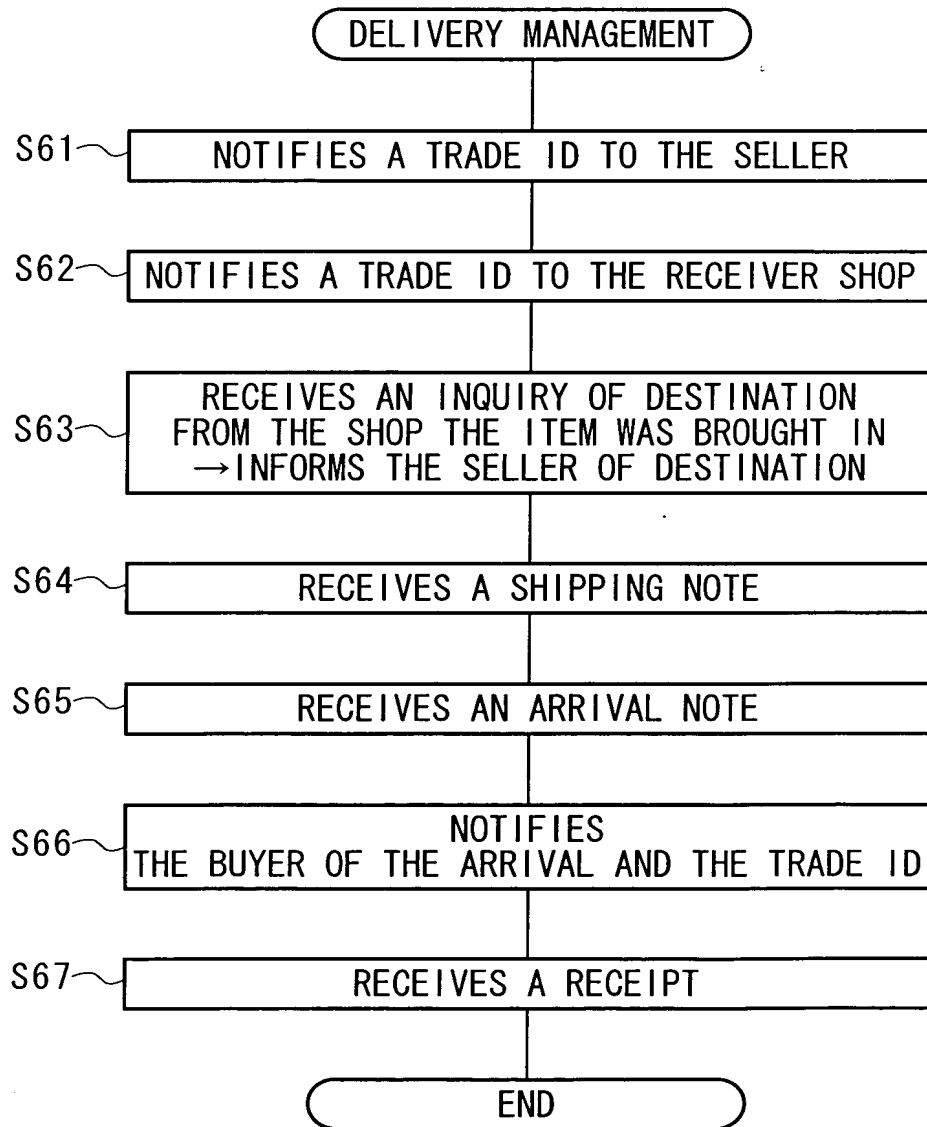 DELIVERY MANAGEMENT
S61
NOTIFIES A TRADE ID TO THE SELLER
S62
NOTIFIES A TRADE ID TO THE RECEIVER SHOP
S63
RECEIVES AN INQUIRY OF DESTINATION
FROM THE SHOP THE ITEM WAS BROUGHT IN
→INFORMS THE SELLER OF DESTINATION
S64
RECEIVES A SHIPPING NOTE
S65
RECEIVES AN ARRIVAL NOTE
S66
NOTIFIES
THE BUYER OF THE ARRIVAL AND THE TRADE ID
S67
RECEIVES A RECEIPT
END